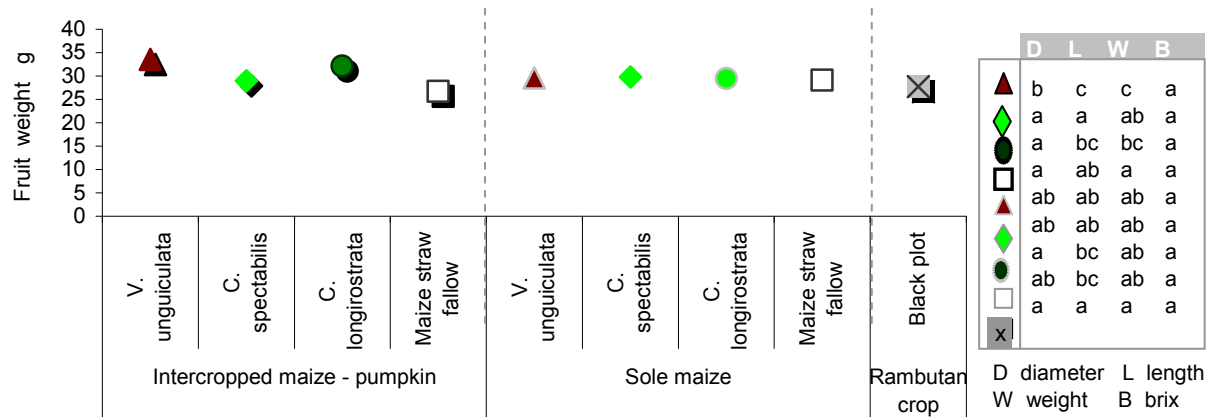 Fruit weight g
40
35
30
25
20
15
10
5
0
V. unguiculata
C. spectabilis
C. longirostrata
Maize straw fallow
V. unguiculata
C. spectabilis
C. longirostrata
Maize straw fallow
Black plot
Intercropped maize - pumpkin
Sole maize
Rambutan crop
D L W B
b c c a
a a ab a
a bc bc a
a ab a a
ab ab ab a
ab ab ab a
a bc ab a
ab bc ab a
a a a a
x
D diameter L length
W weight B brix